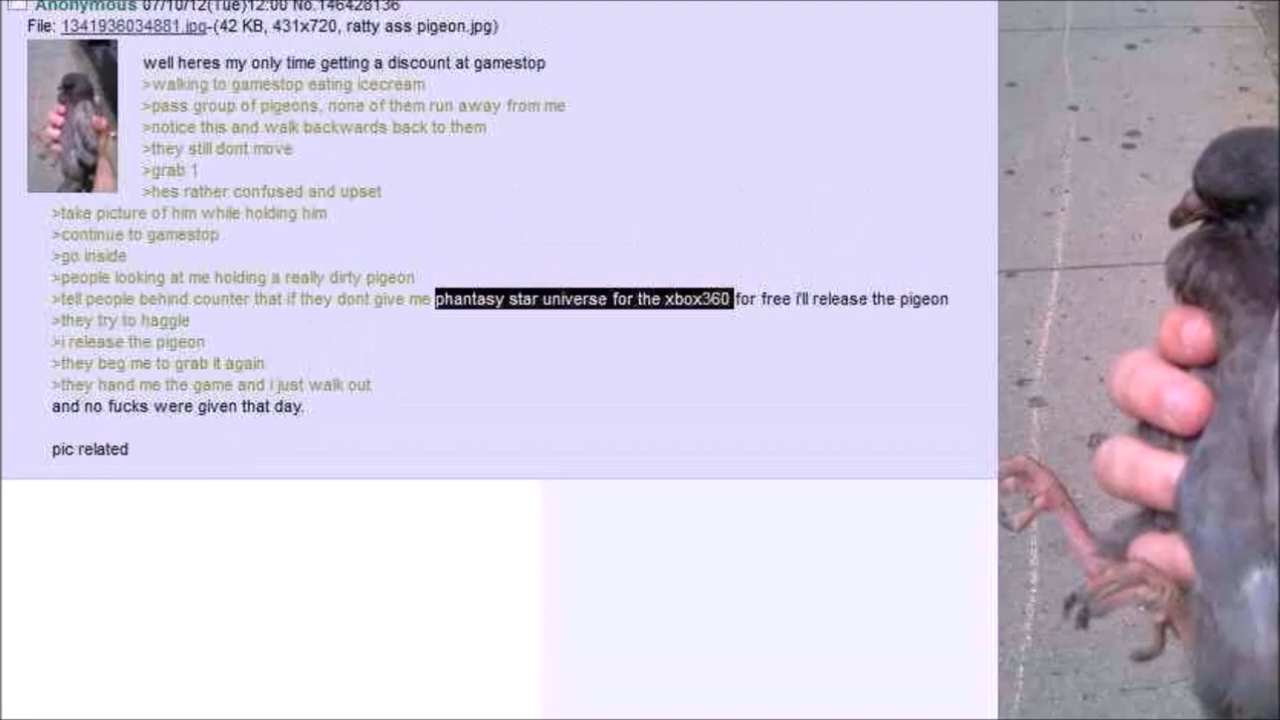 Anonymous 07/10/12(Tue)12:00 No.146428136
File: 1341936034881.jpg-(42 KB, 431x720, ratty ass pigeon.jpg)
well heres my only time getting a discount at gamestop
>walking to gamestop eating icecream
>pass group of pigeons, none of them run away from me
>notice this and walk backwards back to them
>they still dont move
>grab 1
>hes rather confused and upset
>take picture of him while holding him
>continue to gamestop
>go inside
>people looking at me holding a really dirty pigeon
>tell people behind counter that if they dont give me phantasy star universe for the xbox360 for free i'll release the pigeon
>they try to haggle
>i release the pigeon
>they beg me to grab it again
>they hand me the game and i just walk out
and no fucks were given that day.
pic related